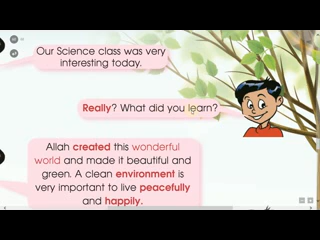 Our Science class was very
interesting today.
Really? What did you learn?
Allah created this wonderful
world and made it beautiful and
green. A clean environment is
very important to live peacefully
and happily.